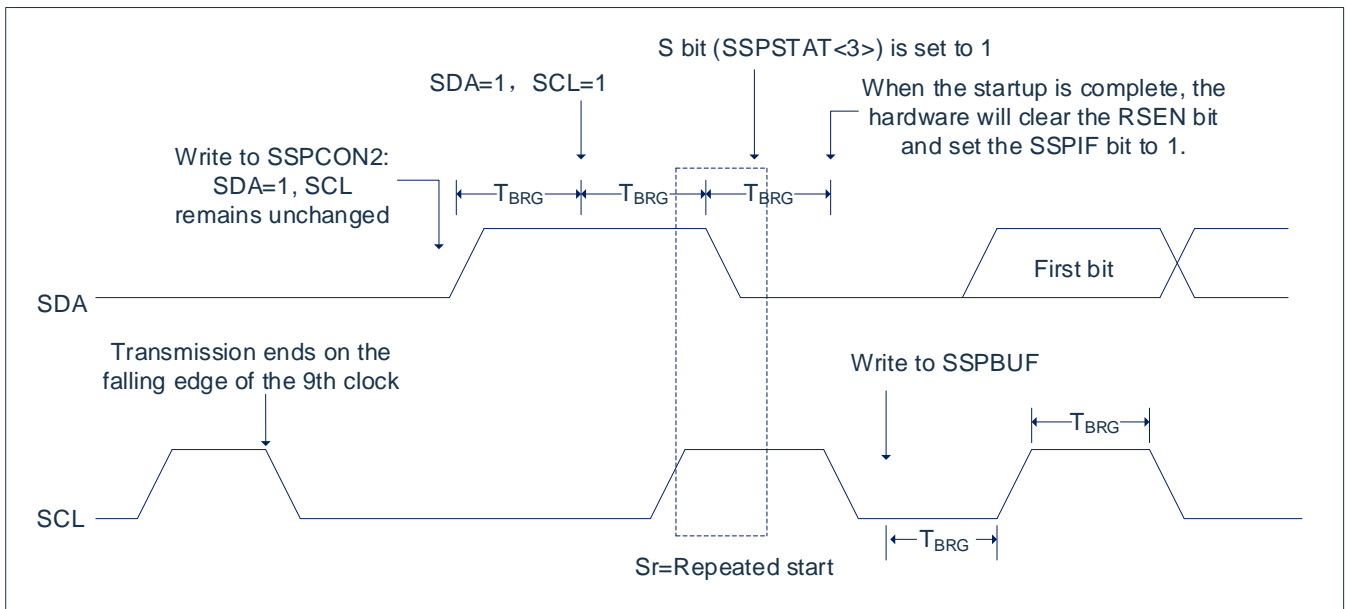 S bit (SSPSTAT<3>) is set to 1
SDA=1，SCL=1
When the startup is complete, the
hardware will clear the RSEN bit
and set the SSPIF bit to 1.
Write to SSPCON2:
SDA=1, SCL
remains unchanged
TBRG
TBRG
TBRG
First bit
SDA
Transmission ends on the
falling edge of the 9th clock
Write to SSPBUF
TBRG
SCL
TBRG
Sr=Repeated start